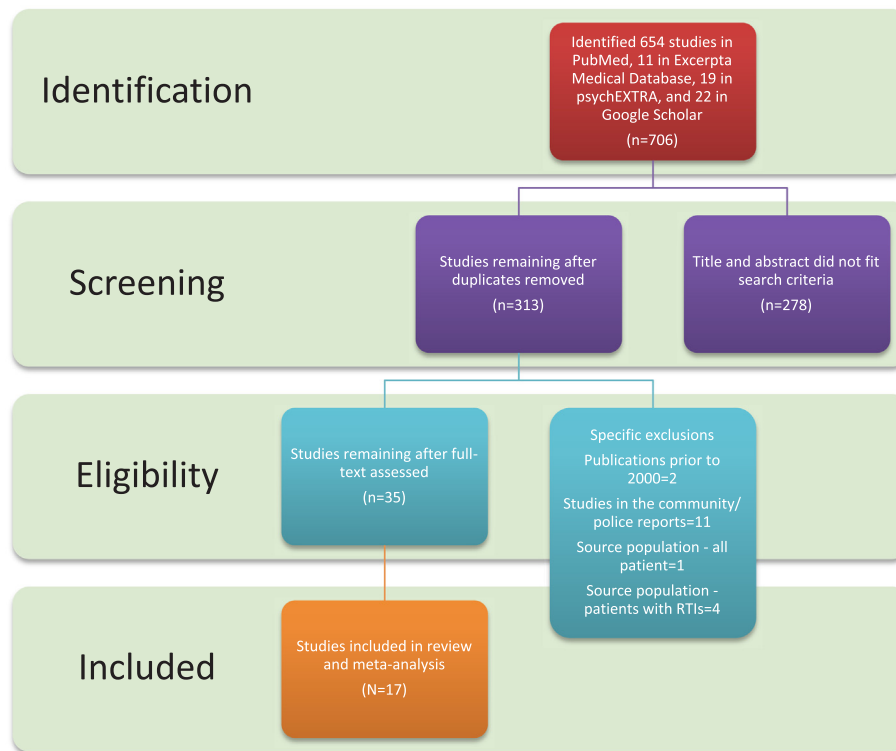 Identification
Identified 654 studies in
PubMed, 11 in Excerpta
Medical Database, 19 in
psychEXTRA, and 22 in
Google Scholar
(n=706)
Screening
Studies remaining after
duplicates removed
(n=313)
Title and abstract did not fit
search criteria
(n=278)
Eligibility
Studies remaining after full-
text assessed
(n=35)
Specific exclusions
Publications prior to
2000=2
Studies in the community/
police reports=11
Source population - all
patient=1
Source population -
patients with RTIs=4
Included
Studies included in review
and meta-analysis
(N=17)